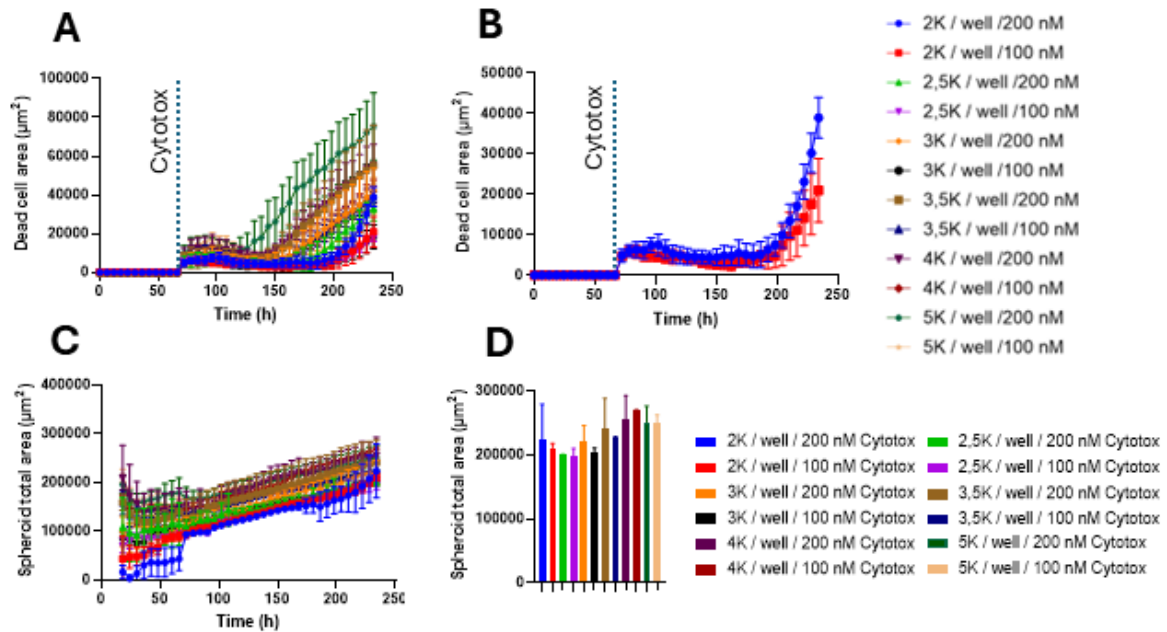 A
Dead cell area (µm²)
100000
80000
60000
40000
20000
0
Cytotox
0 50 100 150 200 250
Time (h)
B
Dead cell area (µm²)
50000
40000
30000
20000
10000
0
Cytotox
0 50 100 150 200 250
Time (h)
2K / well /200 nM
2K / well /100 nM
2,5K / well /200 nM
2,5K / well /100 nM
3K / well /200 nM
3K / well /100 nM
3,5K / well /200 nM
3,5K / well /100 nM
4K / well /200 nM
4K / well /100 nM
5K / well /200 nM
5K / well /100 nM
C
Spheroid total area (µm²)
400000
300000
200000
100000
0
0 50 100 150 200 250
Time (h)
D
Spheroid total area (µm²)
300000
200000
100000
0
2K / well / 200 nM Cytotox
2K / well / 100 nM Cytotox
3K / well / 200 nM Cytotox
3K / well / 100 nM Cytotox
4K / well / 200 nM Cytotox
4K / well / 100 nM Cytotox
2,5K / well / 200 nM Cytotox
2,5K / well / 100 nM Cytotox
3,5K / well / 200 nM Cytotox
3,5K / well / 100 nM Cytotox
5K / well / 200 nM Cytotox
5K / well / 100 nM Cytotox